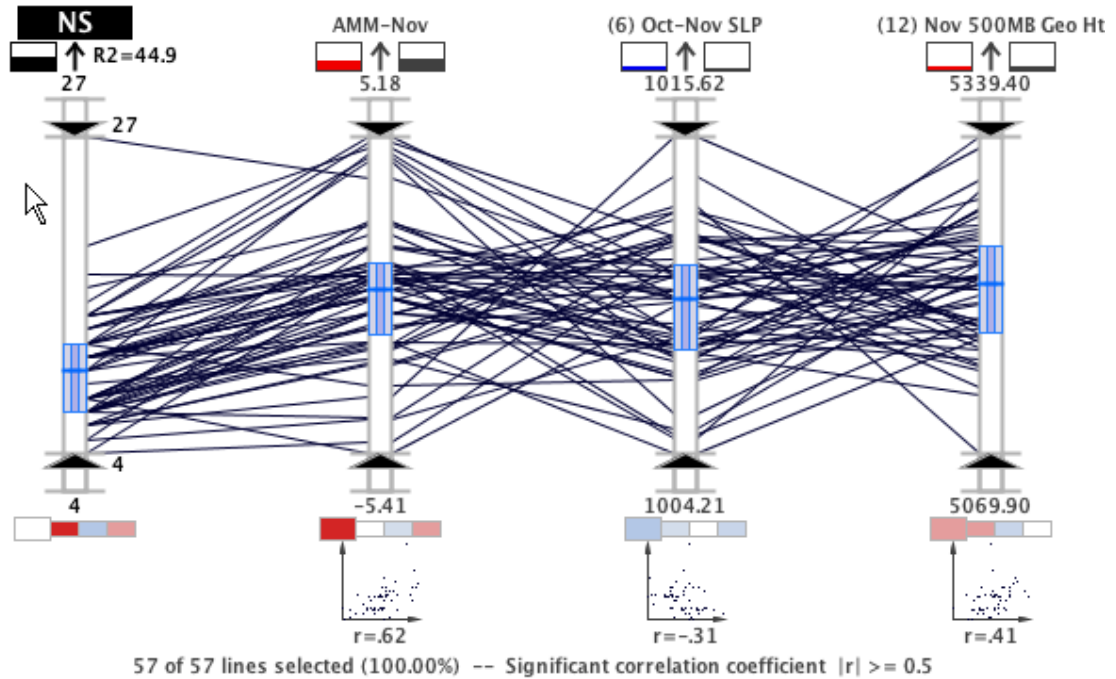 NS
AMM-Nov
(6) Oct-Nov SLP
(12) Nov 500MB Geo Ht
R2=44.9
27
5.18
1015.62
5339.40
27
4
4
-5.41
1004.21
5069.90
r=.62
r=-.31
r=.41
57 of 57 lines selected (100.00%) -- Significant correlation coefficient |r| >= 0.5